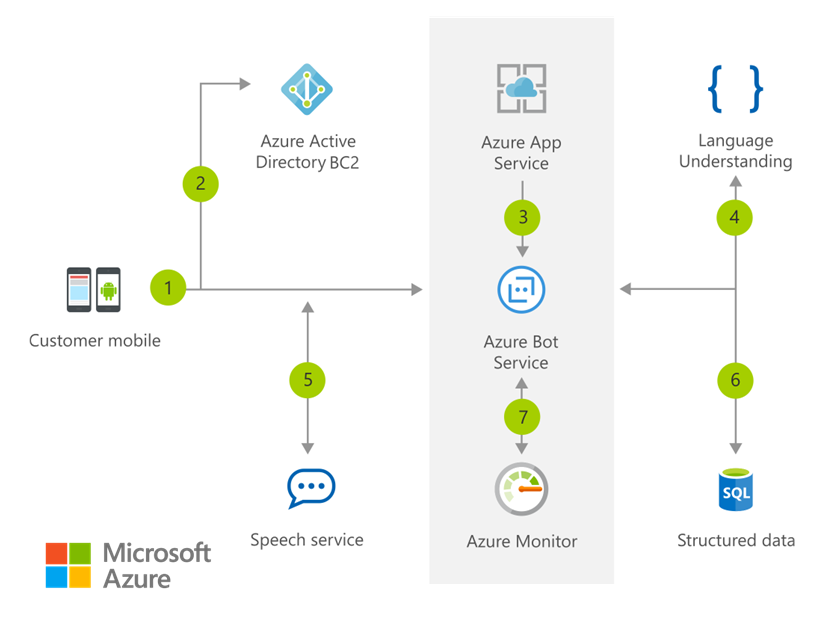 Azure Active
Directory BC2
2
Azure App
Service
3
Language
Understanding
4
1
Customer mobile
Azure Bot
Service
5
7
6
Speech service
Azure Monitor
SQL
Structured data
Microsoft
Azure